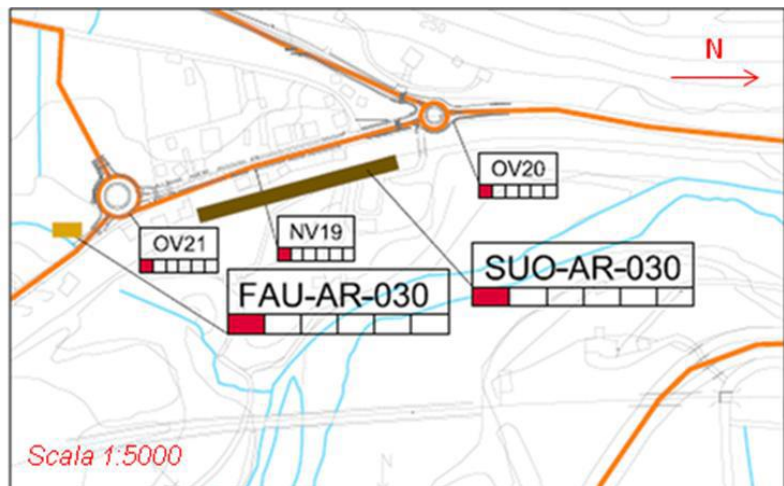 N
OV20
OV21
NV19
SUO-AR-030
FAU-AR-030
Scala 1:5000
N